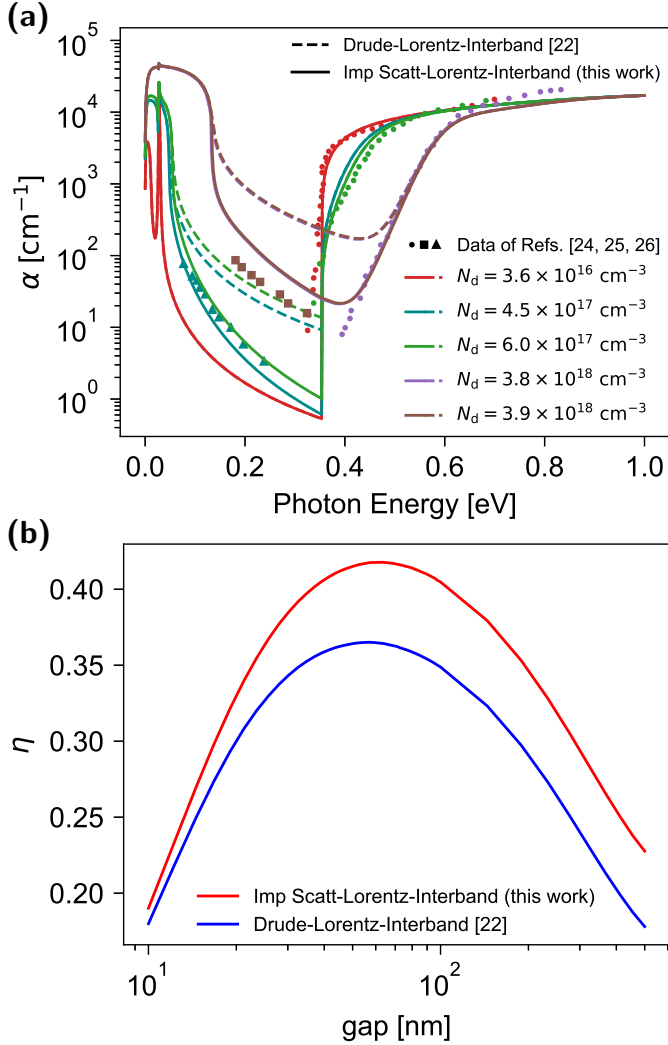 (a)
10^5
10^4
10^3
10^2
10^1
10^0
α [cm^−1]
Drude-Lorentz-Interband [22]
Imp Scatt-Lorentz-Interband (this work)
Data of Refs. [24, 25, 26]
N_d = 3.6 × 10^16 cm^−3
N_d = 4.5 × 10^17 cm^−3
N_d = 6.0 × 10^17 cm^−3
N_d = 3.8 × 10^18 cm^−3
N_d = 3.9 × 10^18 cm^−3
0.0 0.2 0.4 0.6 0.8 1.0
Photon Energy [eV]
(b)
0.40
0.35
0.30
0.25
0.20
η
Imp Scatt-Lorentz-Interband (this work)
Drude-Lorentz-Interband [22]
10^1 10^2
gap [nm]